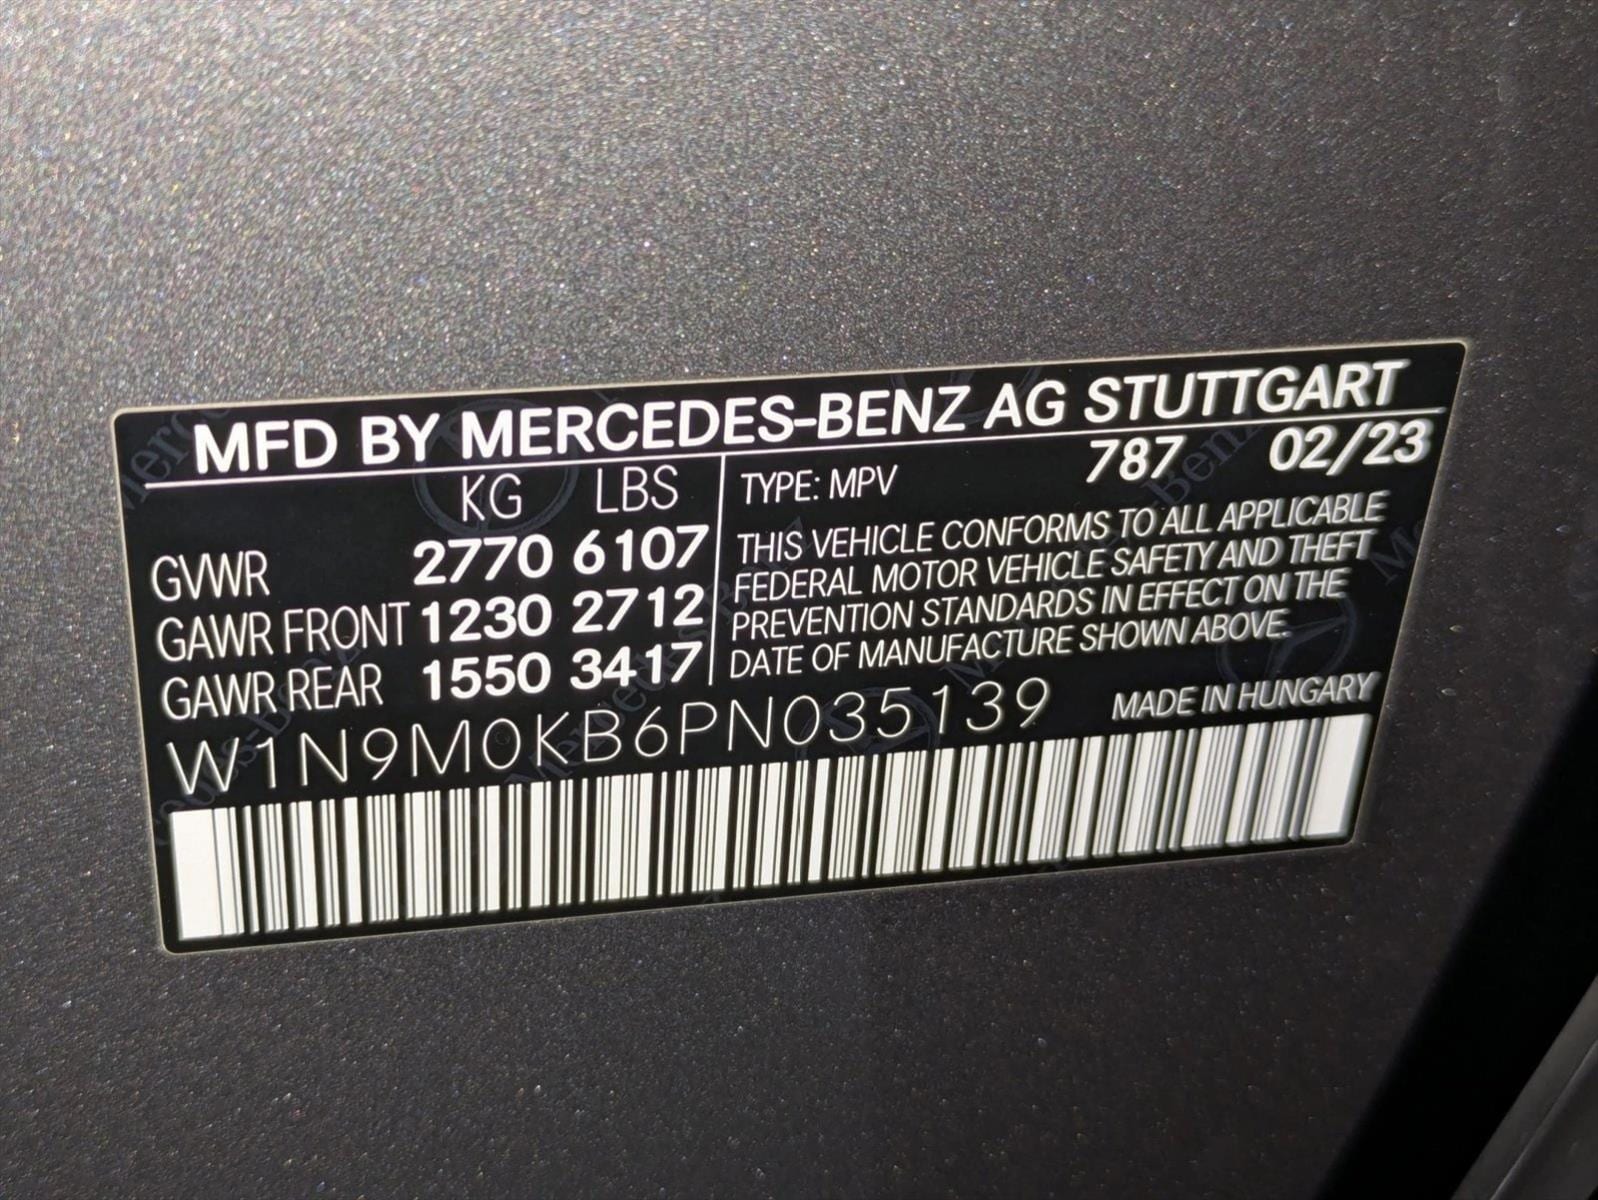 MFD BY MERCEDES-BENZ AG STUTTGART
KG LBS
GVWR 2770 6107
GAWR FRONT 1230 2712
GAWR REAR 1550 3417
TYPE: MPV 787 02/23
THIS VEHICLE CONFORMS TO ALL APPLICABLE
FEDERAL MOTOR VEHICLE SAFETY AND THEFT
PREVENTION STANDARDS IN EFFECT ON THE
DATE OF MANUFACTURE SHOWN ABOVE.
W1N9M0KB6PN035139 MADE IN HUNGARY